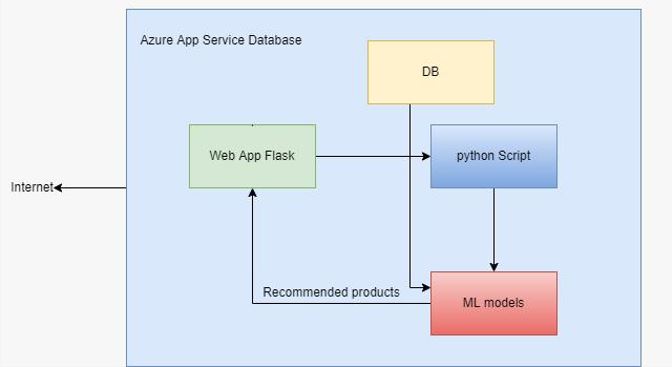 Azure App Service Database
DB
Web App Flask
python Script
Internet
Recommended products
ML models